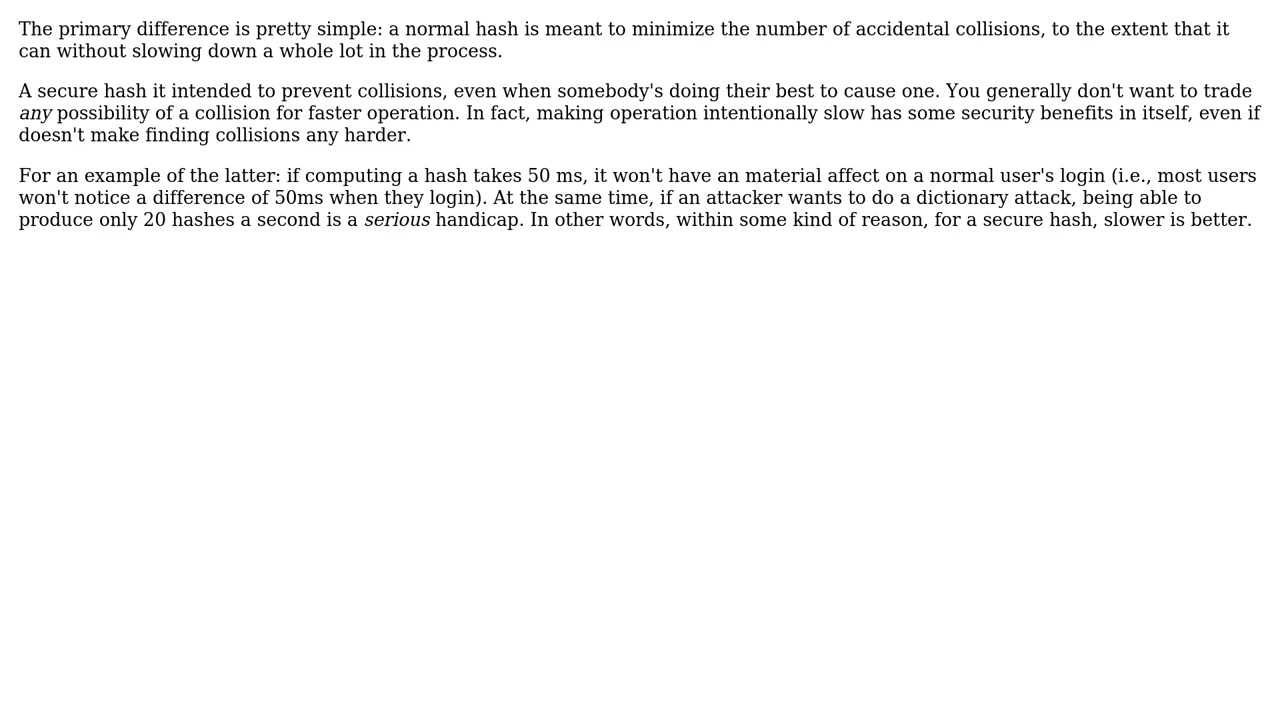 The primary difference is pretty simple: a normal hash is meant to minimize the number of accidental collisions, to the extent that it
can without slowing down a whole lot in the process.
A secure hash it intended to prevent collisions, even when somebody's doing their best to cause one. You generally don't want to trade
any possibility of a collision for faster operation. In fact, making operation intentionally slow has some security benefits in itself, even if
doesn't make finding collisions any harder.
For an example of the latter: if computing a hash takes 50 ms, it won't have an material affect on a normal user's login (i.e., most users
won't notice a difference of 50ms when they login). At the same time, if an attacker wants to do a dictionary attack, being able to
produce only 20 hashes a second is a serious handicap. In other words, within some kind of reason, for a secure hash, slower is better.